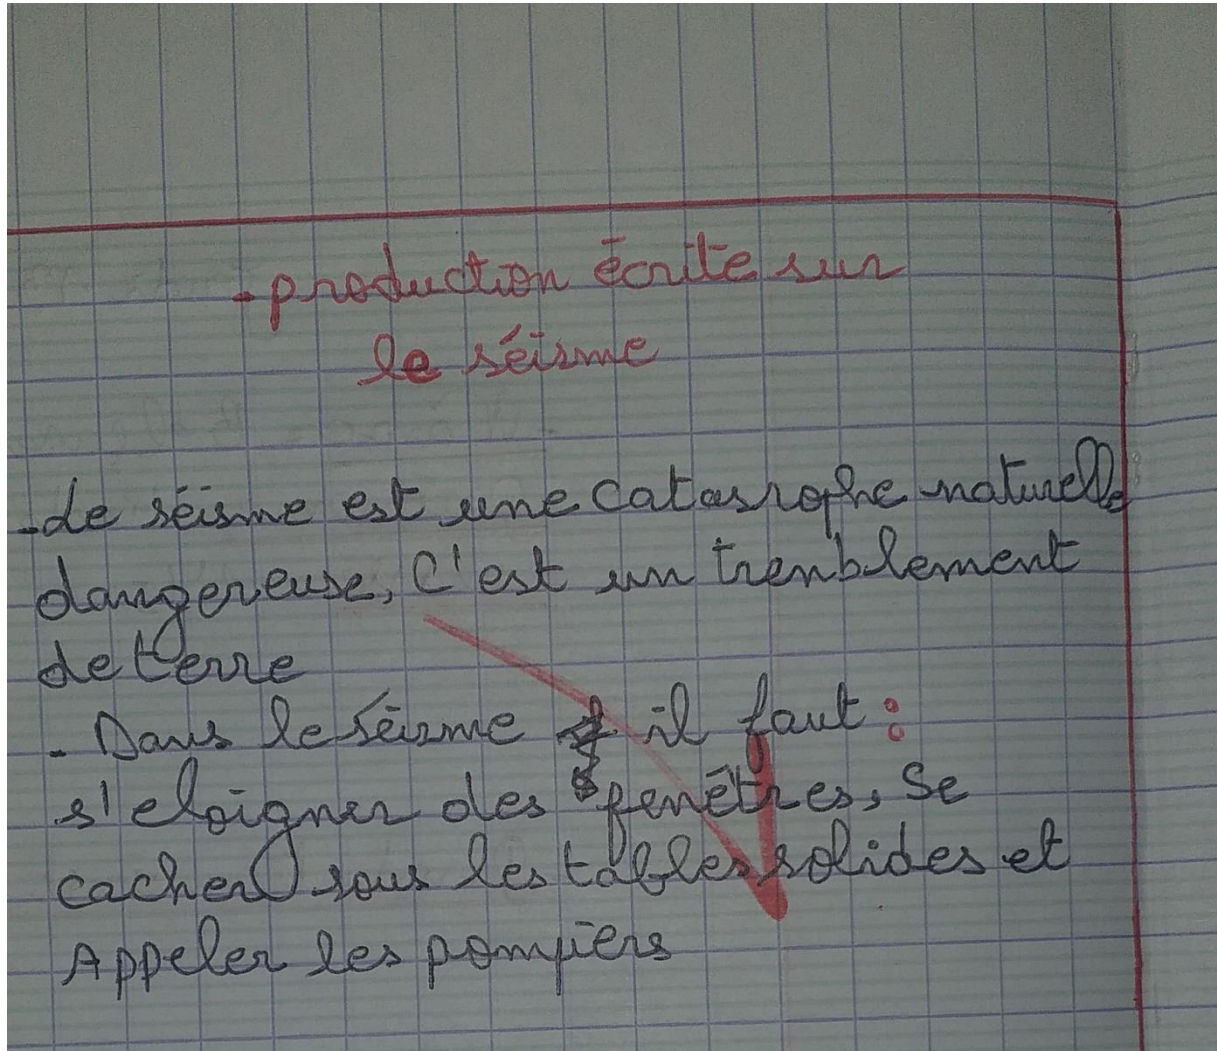 - production écrite sur
le séisme
- Le séisme est une catasrophe naturelle
dangereuse, C'est un trenblement
de terre
- Dans le séisme il faut :
s'eloigner des fenêtres, Se
cacher sous les tables solides et
Appeler les pompiers